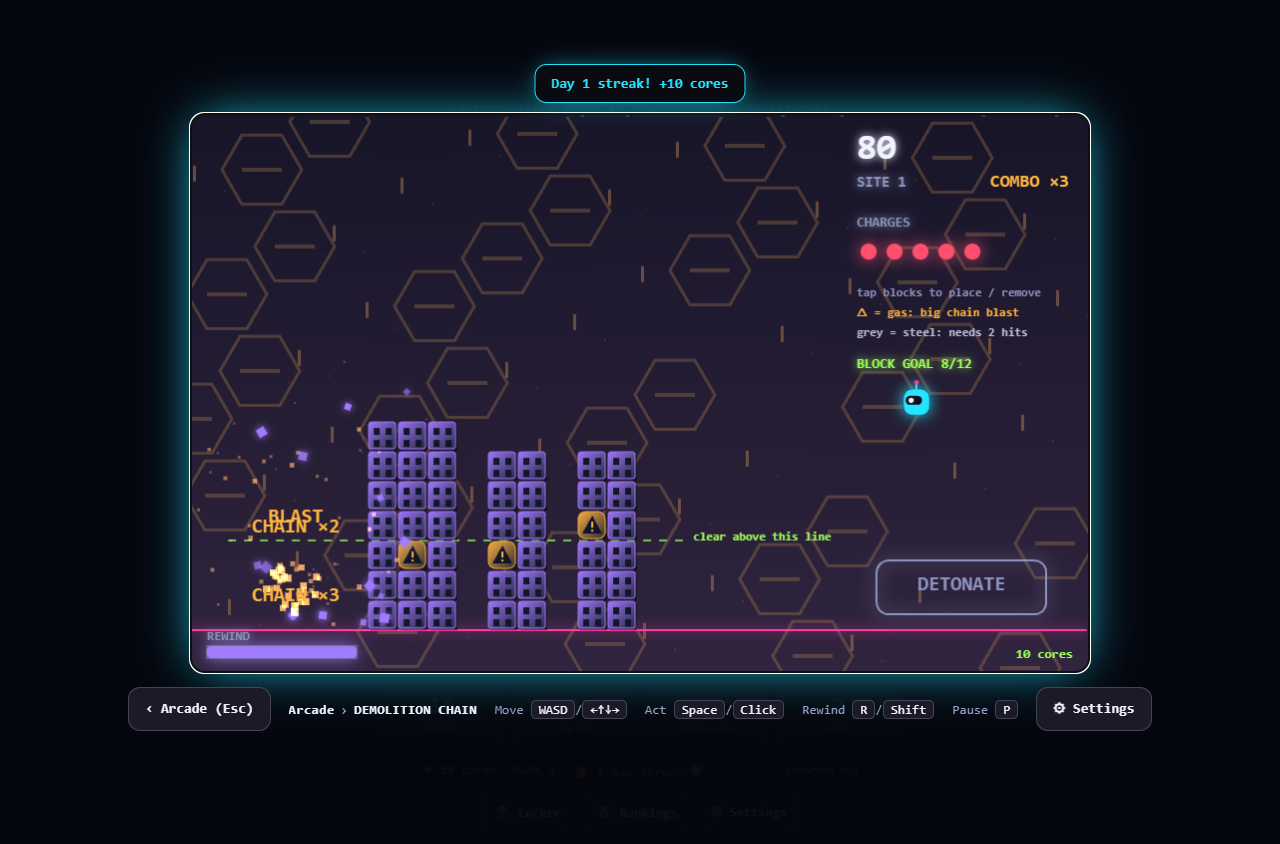 Day 1 streak! +10 cores
80
SITE 1
COMBO ×3
CHARGES
tap blocks to place / remove
△ = gas: big chain blast
grey = steel: needs 2 hits
BLOCK GOAL 8/12
BLAST
CHAIN ×2
clear above this line
CHAIN ×3
DETONATE
REWIND
10 cores
‹ Arcade (Esc)
Arcade › DEMOLITION CHAIN
Move WASD/←↑↓→
Act Space/Click
Rewind R/Shift
Pause P
⚙ Settings
10 cores
RANK 1
1-day streak
Locker
Rankings
⚙ Settings